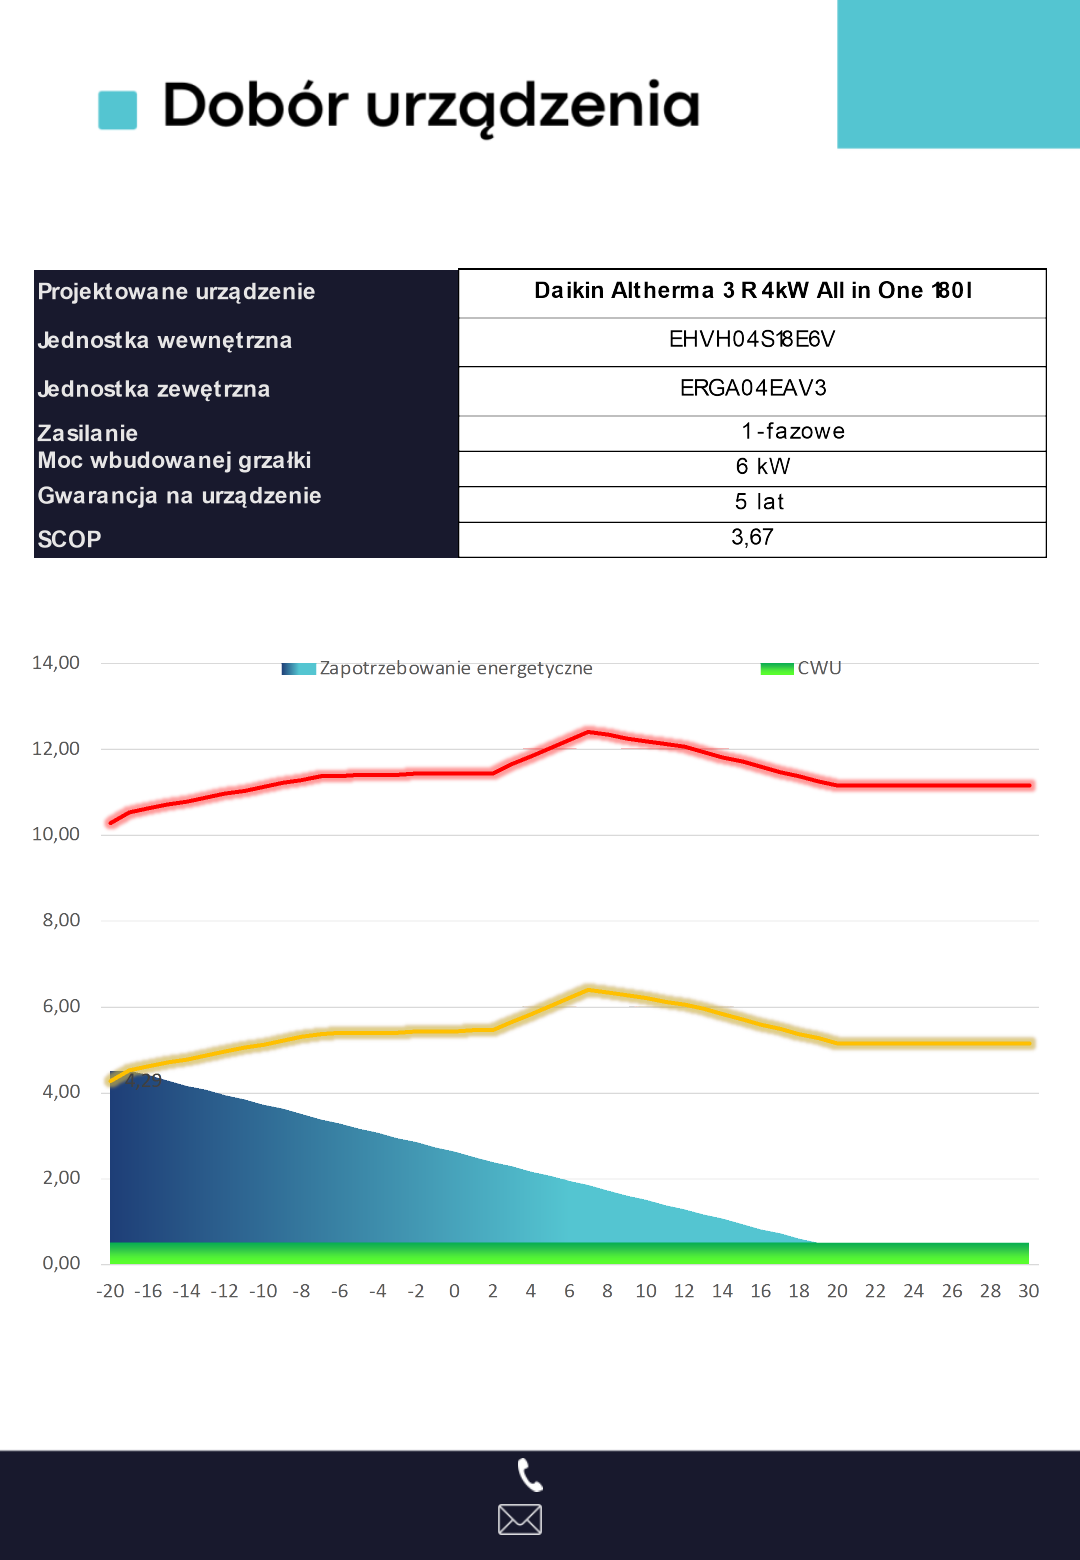 Dobór urządzenia
Projektowane urządzenie Daikin Altherma 3 R 4kW All in One 180l
Jednostka wewnętrzna EHVH04S18E6V
Jednostka zewętrzna ERGA04EAV3
Zasilanie 1-fazowe
Moc wbudowanej grzałki 6 kW
Gwarancja na urządzenie 5 lat
SCOP 3,67
14,00
Zapotrzebowanie energetyczne CWU
12,00
10,00
8,00
6,00
4,29
4,00
2,00
0,00
-20 -16 -14 -12 -10 -8 -6 -4 -2 0 2 4 6 8 10 12 14 16 18 20 22 24 26 28 30